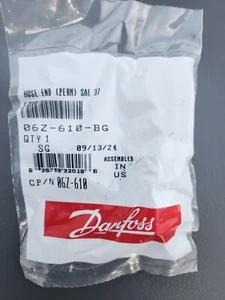 HOSE END (PERM) SAE 37
06Z-610-BG
QTY 1
SG 09/13/24
ASSEMBLED
IN
US
CP/N 06Z-610
Danfoss